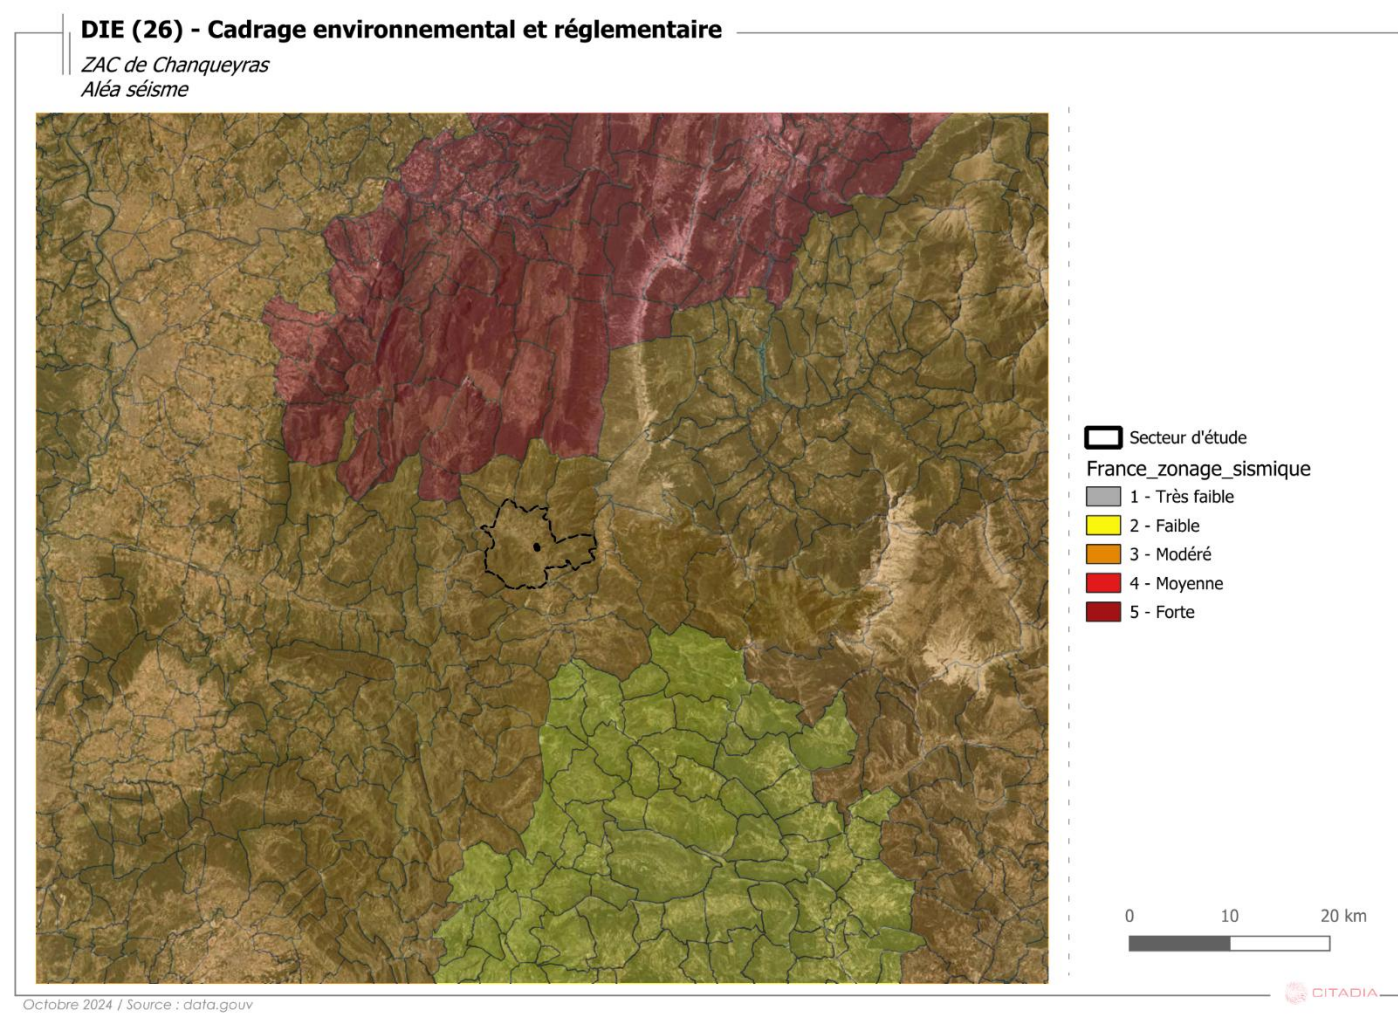 DIE (26) - Cadrage environnemental et réglementaire
ZAC de Chanqueyras
Aléa séisme
Secteur d'étude
France_zonage_sismique
1 - Très faible
2 - Faible
3 - Modéré
4 - Moyenne
5 - Forte
0 10 20 km
Octobre 2024 / Source : data.gouv
CITADIA